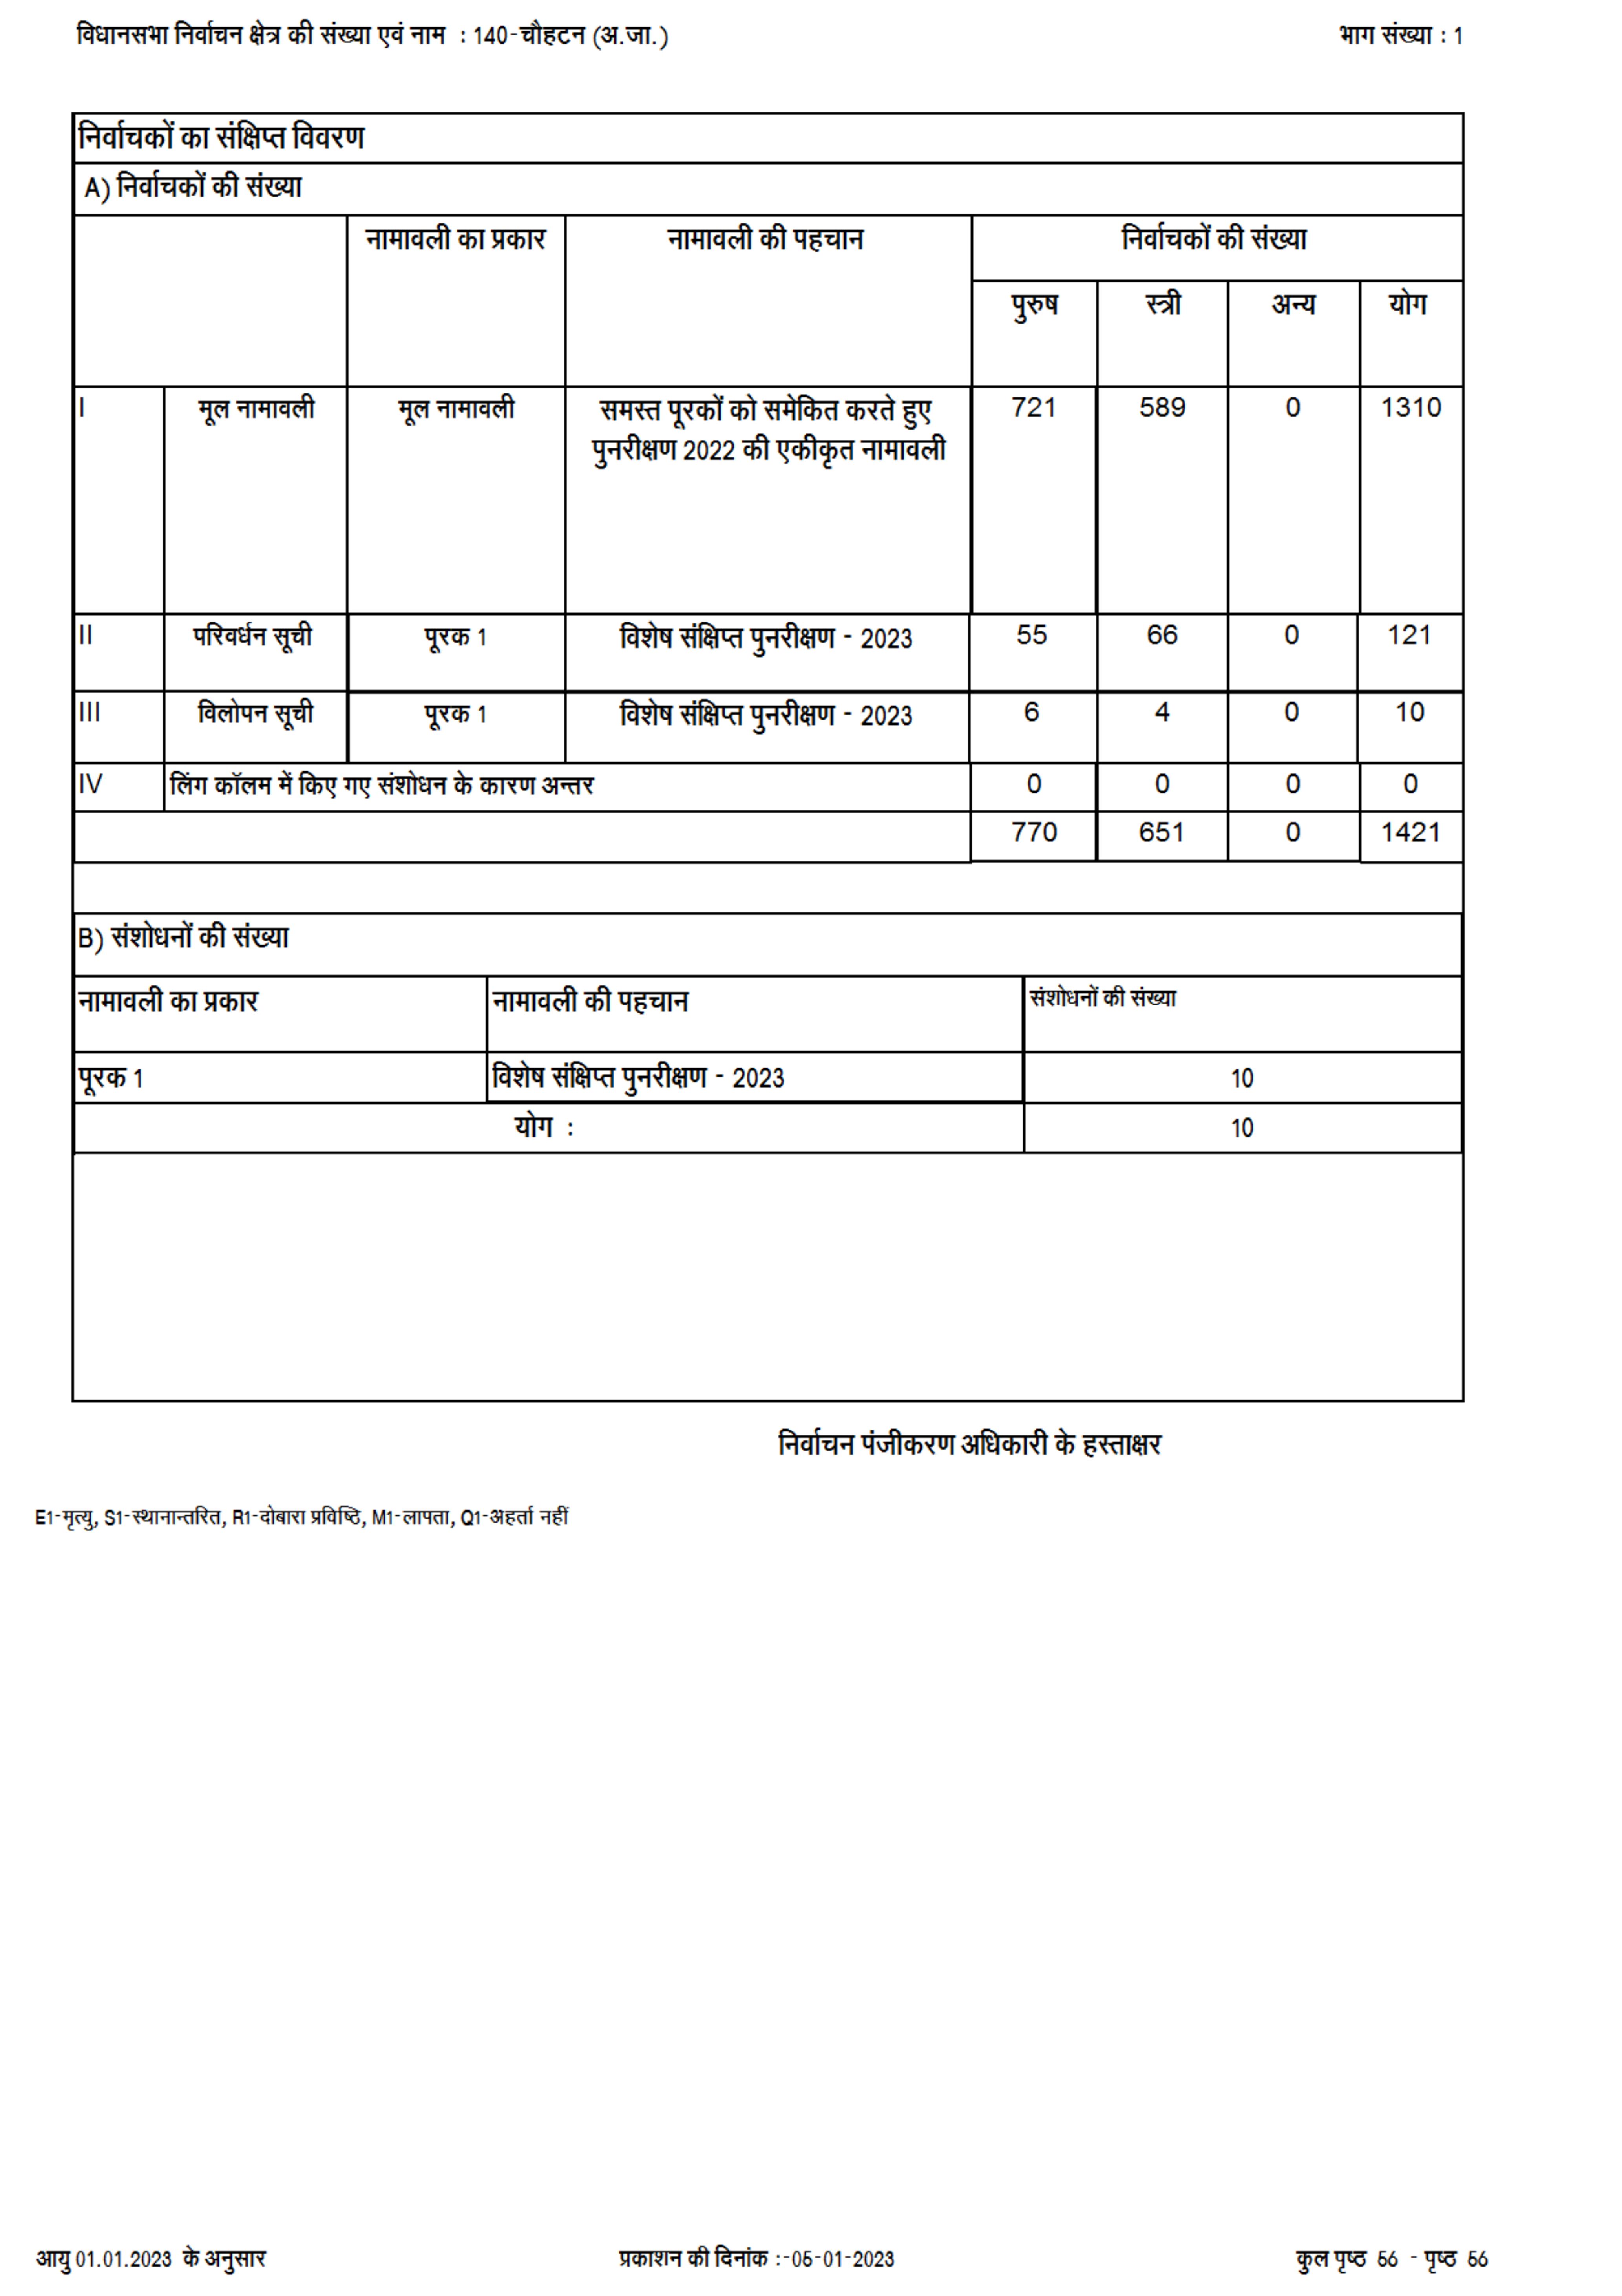 विधानसभा निर्वाचन क्षेत्र की संख्या एवं नाम : 140-चौहटन (अ.जा.) भाग संख्या : 1
निर्वाचकों का संक्षिप्त विवरण
A) निर्वाचकों की संख्या
नामावली का प्रकार नामावली की पहचान निर्वाचकों की संख्या
पुरुष स्त्री अन्य योग
I मूल नामावली मूल नामावली समस्त पूरकों को समेकित करते हुए 721 589 0 1310
पुनरीक्षण 2022 की एकीकृत नामावली
II परिवर्धन सूची पूरक 1 विशेष संक्षिप्त पुनरीक्षण - 2023 55 66 0 121
III विलोपन सूची पूरक 1 विशेष संक्षिप्त पुनरीक्षण - 2023 6 4 0 10
IV लिंग कॉलम में किए गए संशोधन के कारण अन्तर 0 0 0 0
770 651 0 1421
B) संशोधनों की संख्या
नामावली का प्रकार नामावली की पहचान संशोधनों की संख्या
पूरक 1 विशेष संक्षिप्त पुनरीक्षण - 2023 10
योग : 10
निर्वाचन पंजीकरण अधिकारी के हस्ताक्षर
E1-मृत्यु, S1-स्थानान्तरित, R1-दोबारा प्रविष्ठि, M1-लापता, Q1-अहर्ता नहीं
आयु 01.01.2023 के अनुसार प्रकाशन की दिनांक :-05-01-2023 कुल पृष्ठ 56 - पृष्ठ 56